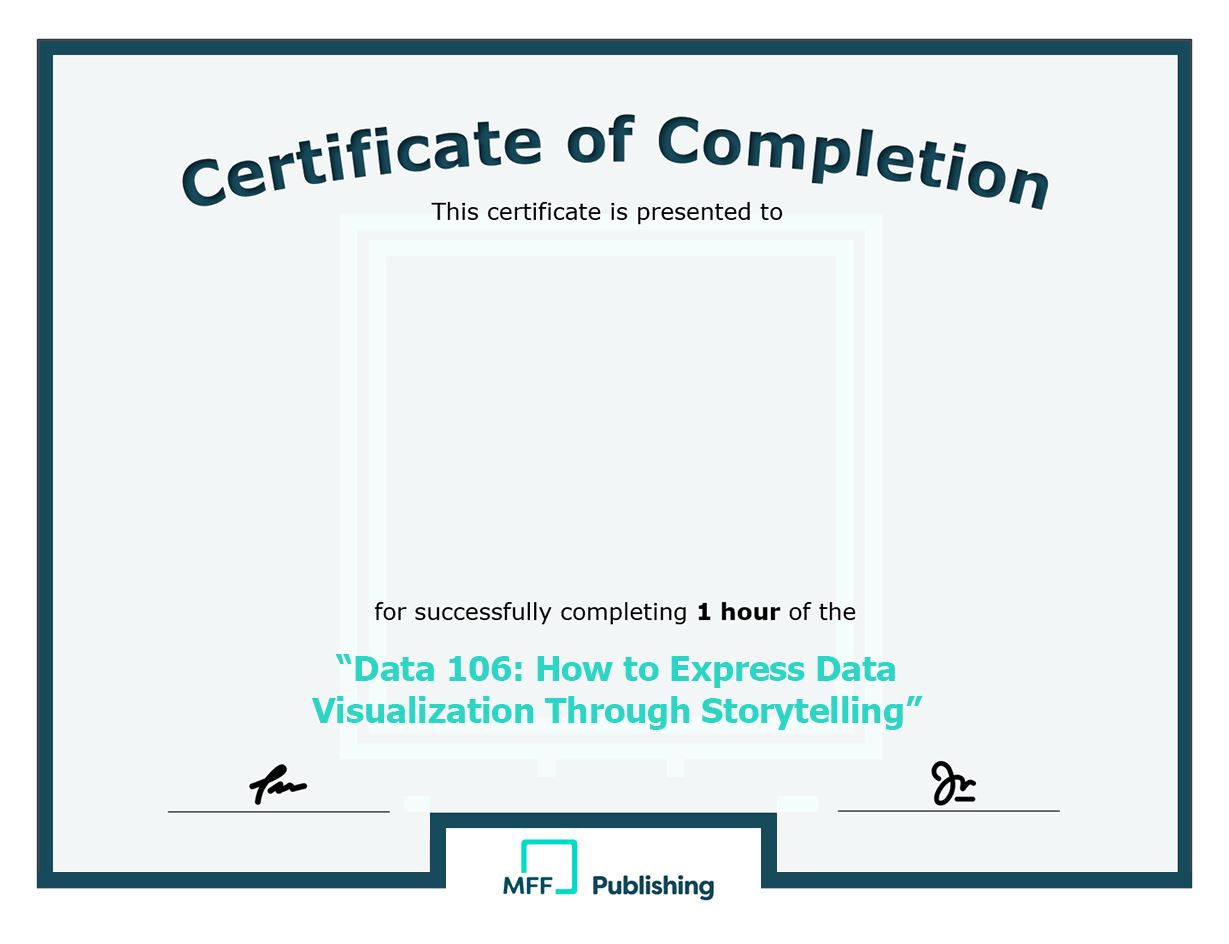 Certificate of Completion
This certificate is presented to
for successfully completing 1 hour of the
“Data 106: How to Express Data
Visualization Through Storytelling”
MFF Publishing